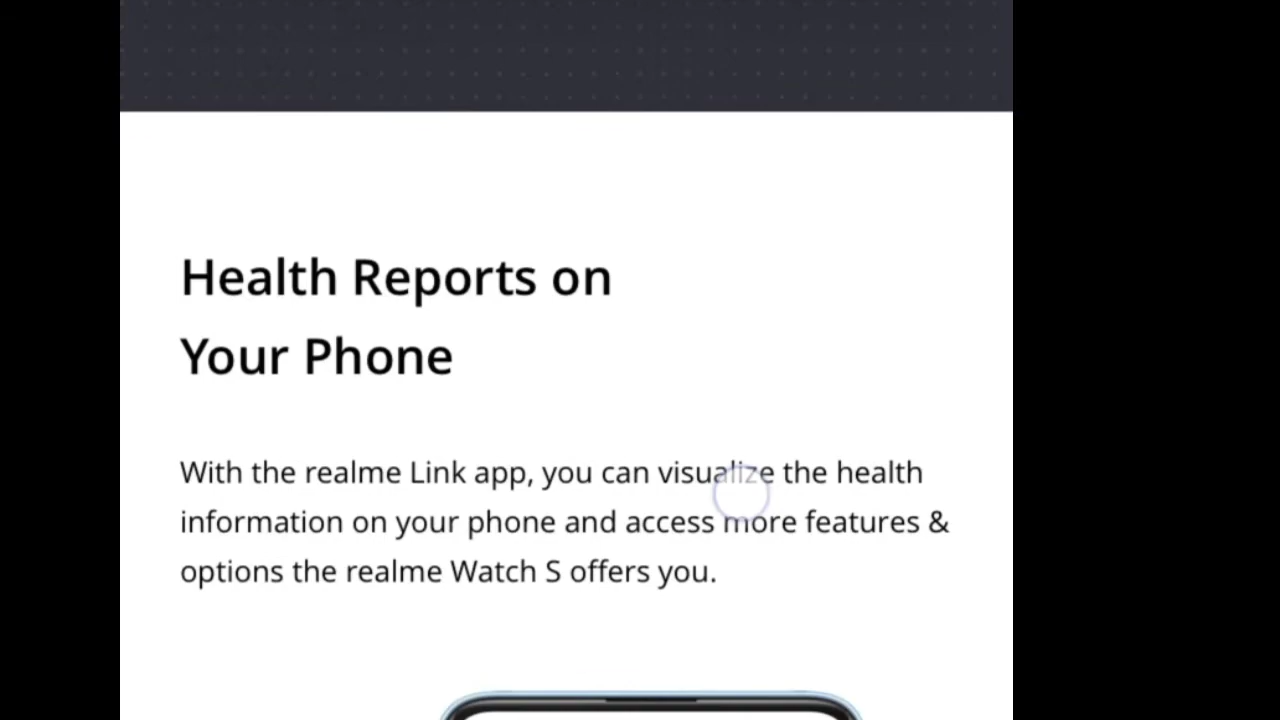 Health Reports on
Your Phone
With the realme Link app, you can visualize the health
information on your phone and access more features &
options the realme Watch S offers you.